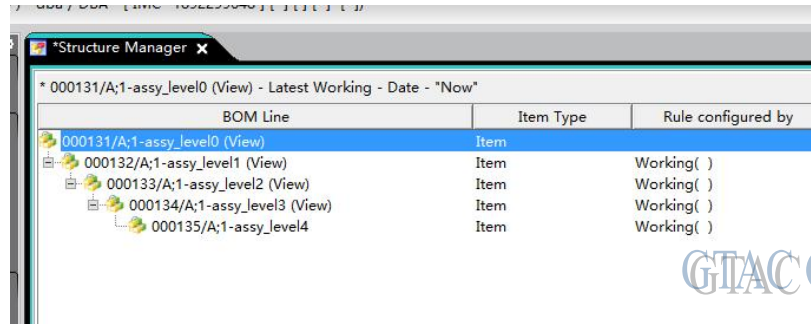 *Structure Manager
* 000131/A;1-assy_level0 (View) - Latest Working - Date - "Now"
BOM Line Item Type Rule configured by
000131/A;1-assy_level0 (View) Item
000132/A;1-assy_level1 (View) Item Working( )
000133/A;1-assy_level2 (View) Item Working( )
000134/A;1-assy_level3 (View) Item Working( )
000135/A;1-assy_level4 Item Working( )
GTAC